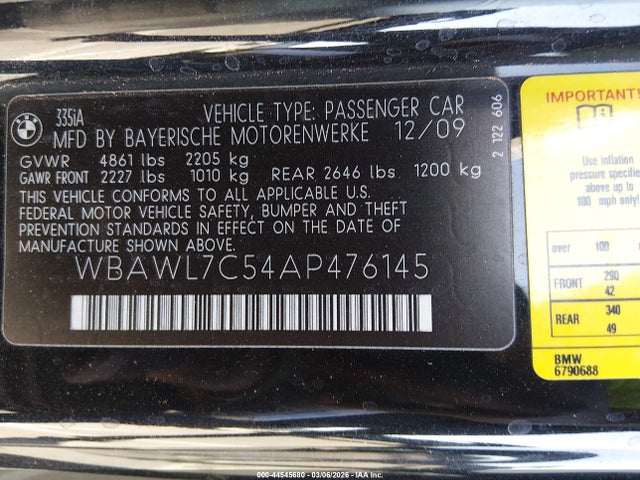 335iA VEHICLE TYPE: PASSENGER CAR
MFD BY BAYERISCHE MOTORENWERKE 12/09
GVWR 4861 lbs 2205 kg
GAWR FRONT 2227 lbs 1010 kg REAR 2646 lbs 1200 kg
THIS VEHICLE CONFORMS TO ALL APPLICABLE U.S.
FEDERAL MOTOR VEHICLE SAFETY, BUMPER AND THEFT
PREVENTION STANDARDS IN EFFECT ON THE DATE OF
MANUFACTURE SHOWN ABOVE.
WBAWL7C54AP476145
2 122 606
IMPORTANT!
Use inflation
pressure specifie
above up to
100 mph only!
over 100
FRONT 290
42
REAR 340
49
BMW
6790688
000-44545680 - 03/06/2026 - IAA Inc.